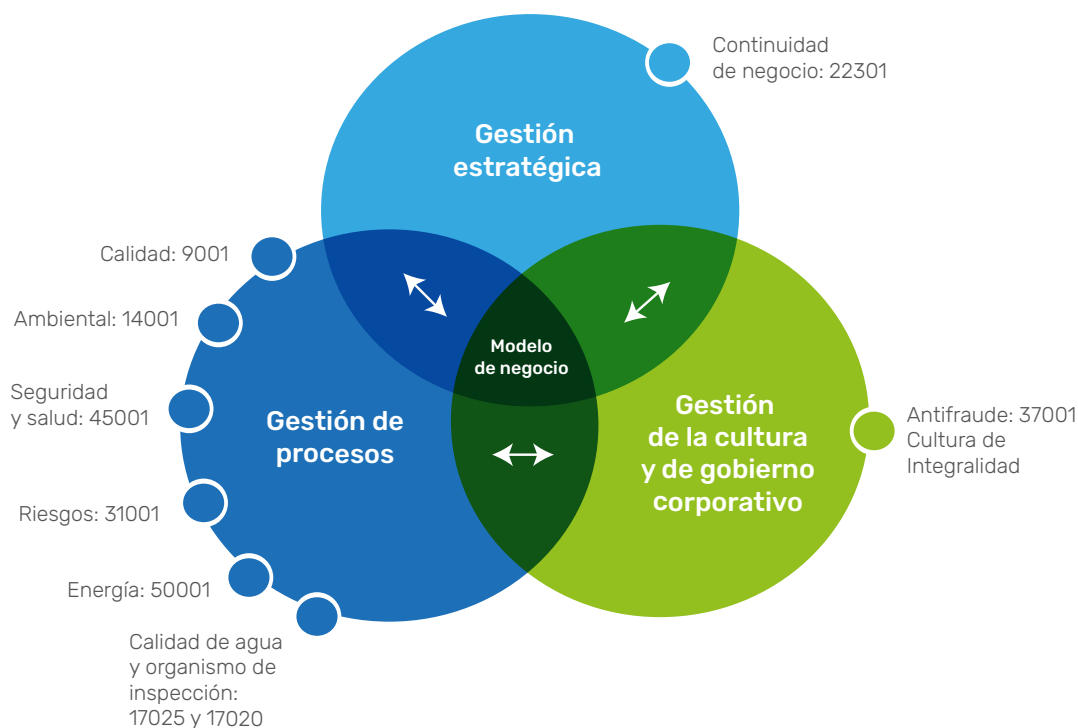 Continuidad
de negocio: 22301
Gestión
estratégica
Calidad: 9001
Ambiental: 14001
Seguridad
y salud: 45001
Riesgos: 31001
Energía: 50001
Calidad de agua
y organismo de
inspección:
17025 y 17020
Gestión de
procesos
Modelo
de negocio
Gestión
de la cultura
y de gobierno
corporativo
Antifraude: 37001
Cultura de
Integralidad